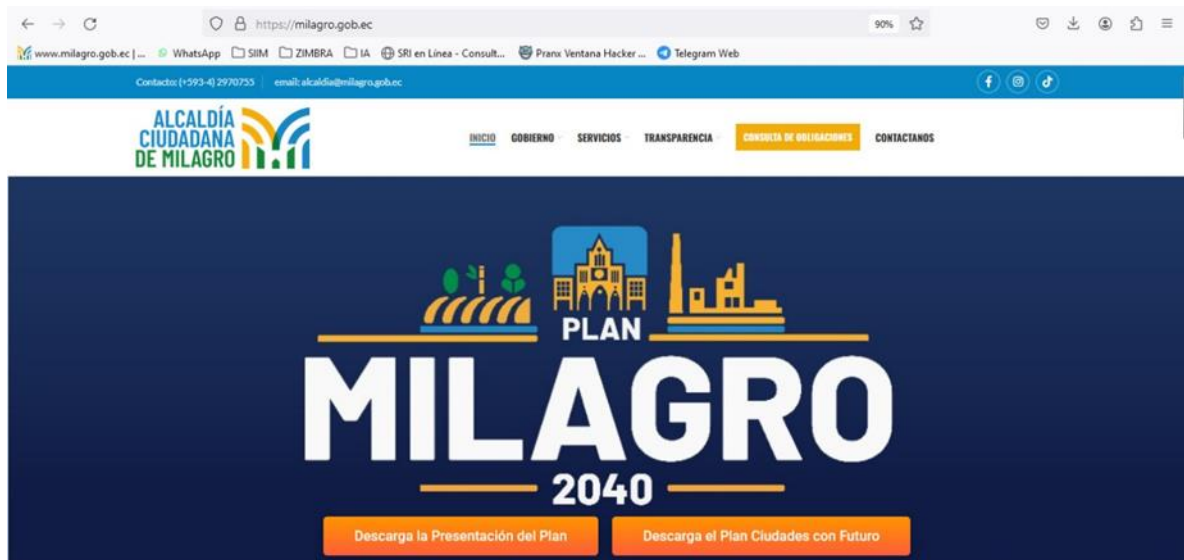 https://milagro.gob.ec
90%
www.milagro.gob.ec | ... WhatsApp SIIM ZIMBRA IA SRI en Línea - Consult... Pranx Ventana Hacker ... Telegram Web
Contacto: (+593-4) 2970755 email: alcaldia@milagro.gob.ec
ALCALDÍA
CIUDADANA
DE MILAGRO
INICIO GOBIERNO SERVICIOS TRANSPARENCIA CONSULTA DE OBLIGACIONES CONTACTANOS
PLAN
MILAGRO
2040
Descarga la Presentación del Plan Descarga el Plan Ciudades con Futuro